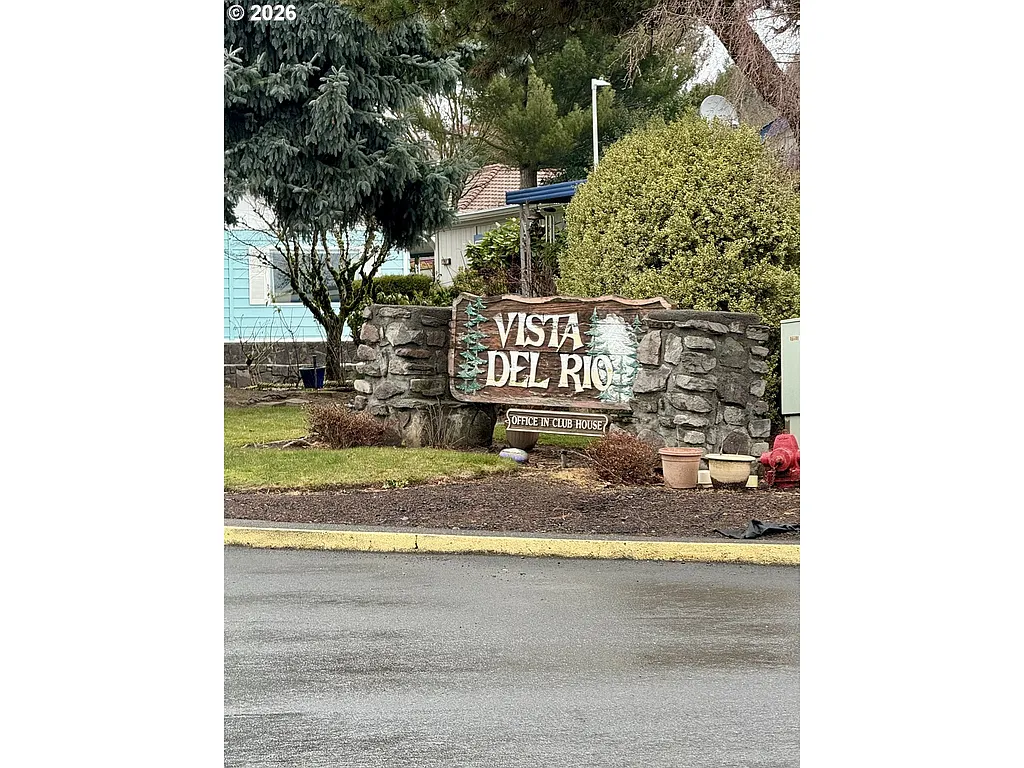 © 2026
VISTA
DEL RIO
OFFICE IN CLUB HOUSE